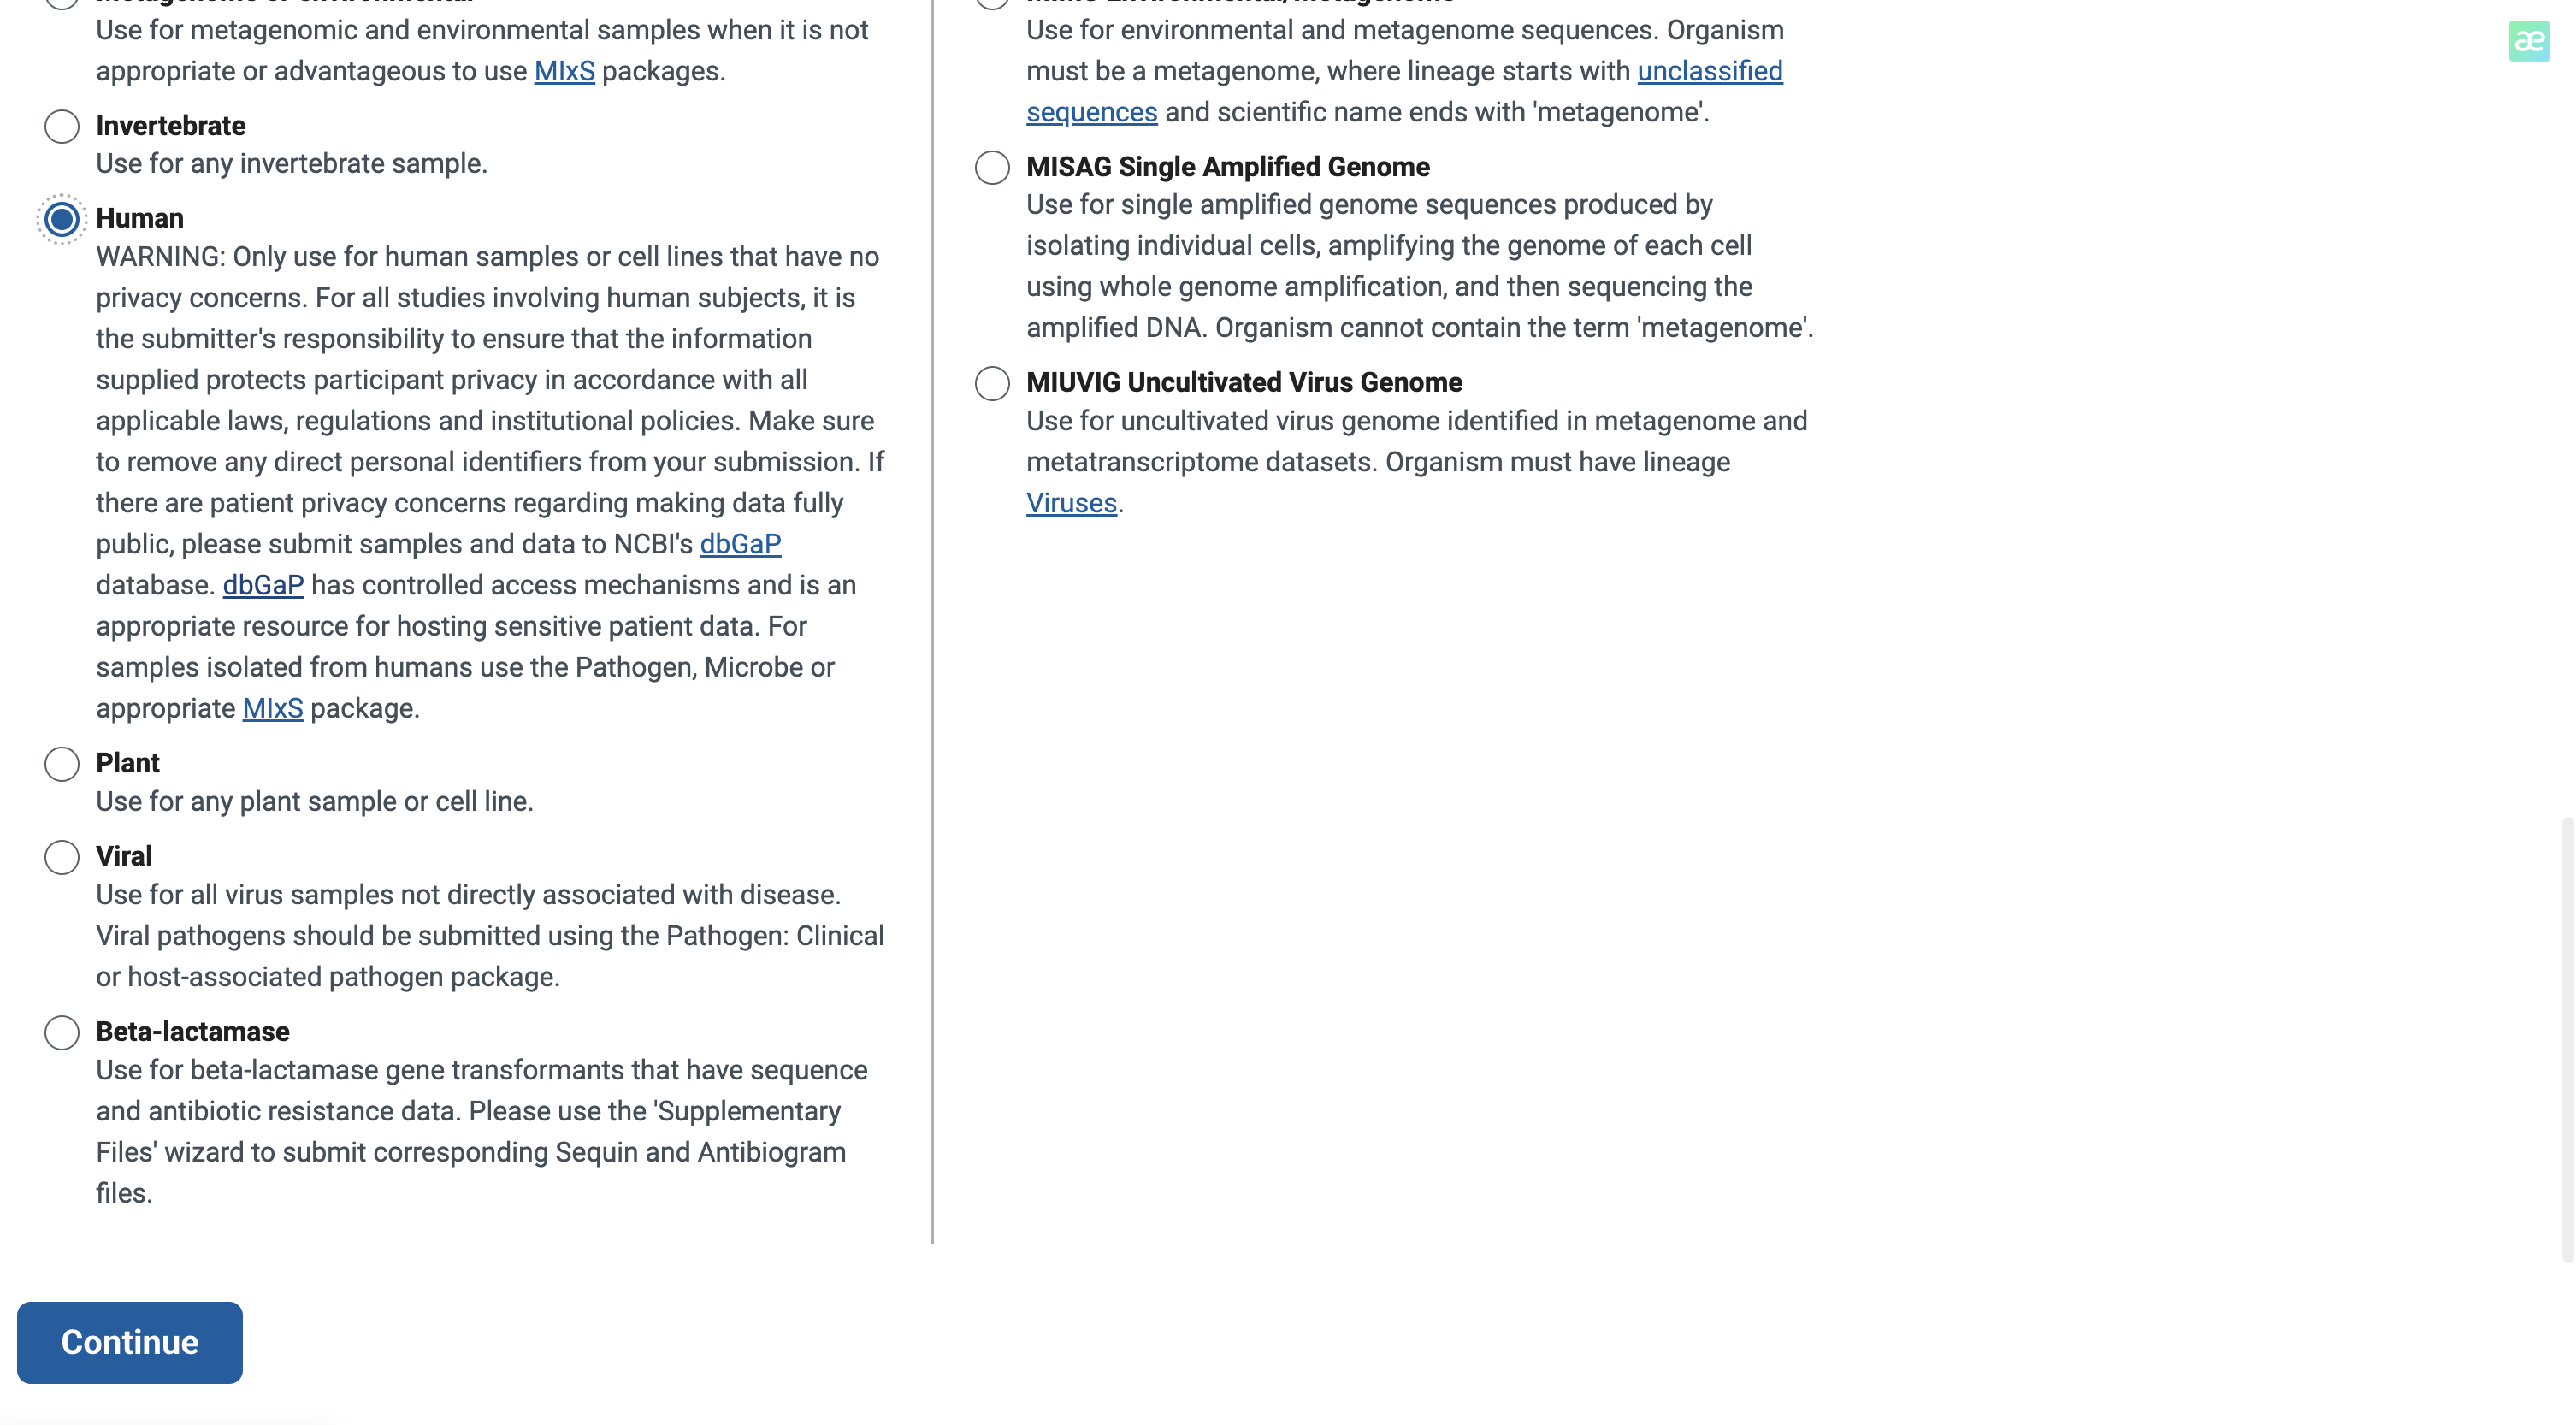 Metagenome or environmental
Use for metagenomic and environmental samples when it is not
appropriate or advantageous to use MIxS packages.
Invertebrate
Use for any invertebrate sample.
Human
WARNING: Only use for human samples or cell lines that have no
privacy concerns. For all studies involving human subjects, it is
the submitter's responsibility to ensure that the information
supplied protects participant privacy in accordance with all
applicable laws, regulations and institutional policies. Make sure
to remove any direct personal identifiers from your submission. If
there are patient privacy concerns regarding making data fully
public, please submit samples and data to NCBI's dbGaP
database. dbGaP has controlled access mechanisms and is an
appropriate resource for hosting sensitive patient data. For
samples isolated from humans use the Pathogen, Microbe or
appropriate MIxS package.
Plant
Use for any plant sample or cell line.
Viral
Use for all virus samples not directly associated with disease.
Viral pathogens should be submitted using the Pathogen: Clinical
or host-associated pathogen package.
Beta-lactamase
Use for beta-lactamase gene transformants that have sequence
and antibiotic resistance data. Please use the 'Supplementary
Files' wizard to submit corresponding Sequin and Antibiogram
files.
Continue
Use for environmental and metagenome sequences. Organism
must be a metagenome, where lineage starts with unclassified
sequences and scientific name ends with 'metagenome'.
MISAG Single Amplified Genome
Use for single amplified genome sequences produced by
isolating individual cells, amplifying the genome of each cell
using whole genome amplification, and then sequencing the
amplified DNA. Organism cannot contain the term 'metagenome'.
MIUVIG Uncultivated Virus Genome
Use for uncultivated virus genome identified in metagenome and
metatranscriptome datasets. Organism must have lineage
Viruses.
æ